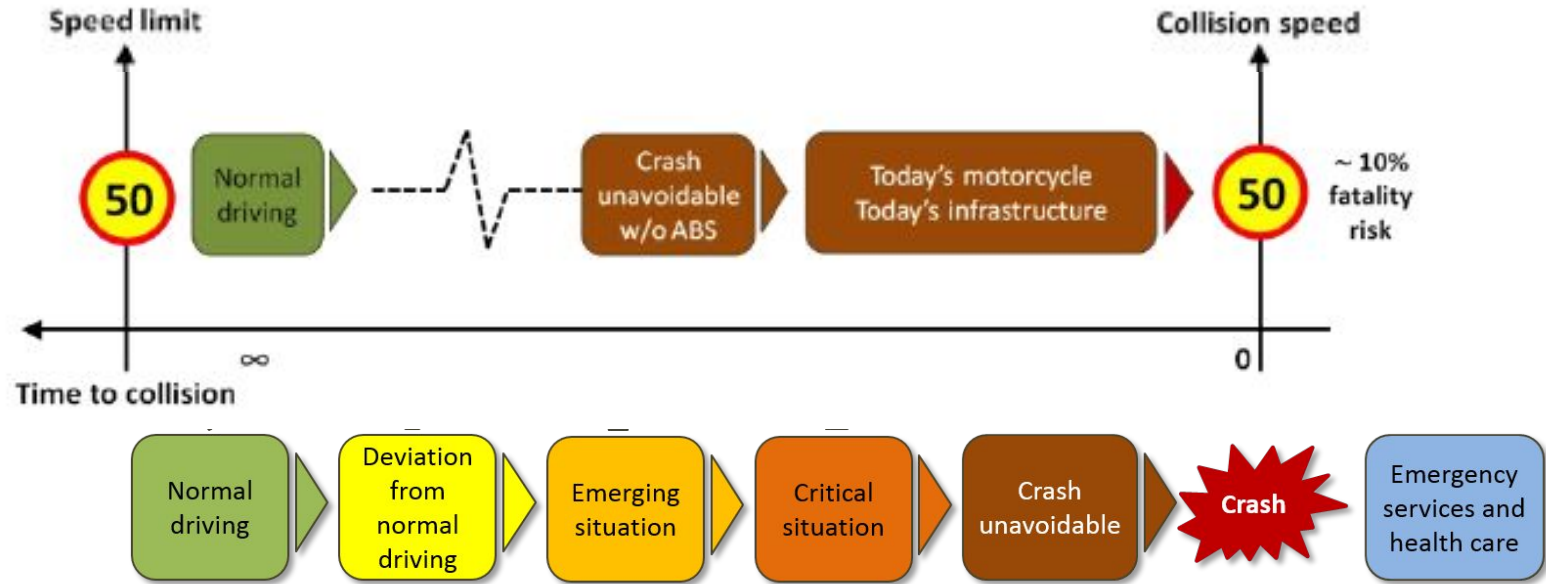 Speed limit
Collision speed
50
Normal
driving
Crash
unavoidable
w/o ABS
Today's motorcycle
Today's infrastructure
50
~ 10%
fatality
risk
∞
0
Time to collision
Normal
driving
Deviation
from
normal
driving
Emerging
situation
Critical
situation
Crash
unavoidable
Crash
Emergency
services and
health care